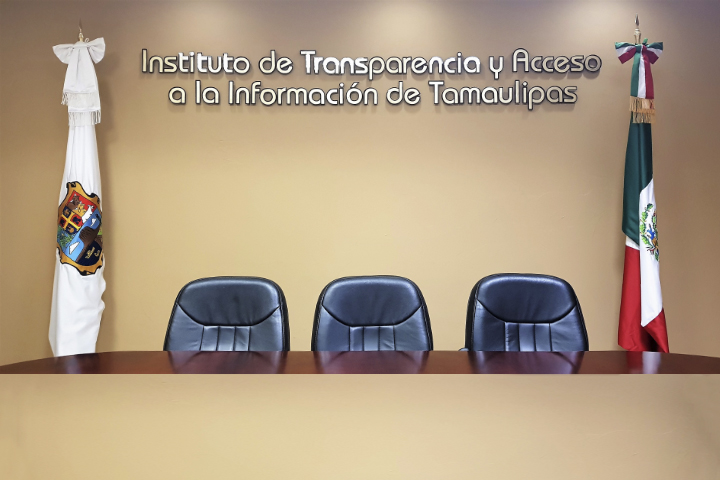 Instituto de Transparencia y Acceso
a la Información de Tamaulipas